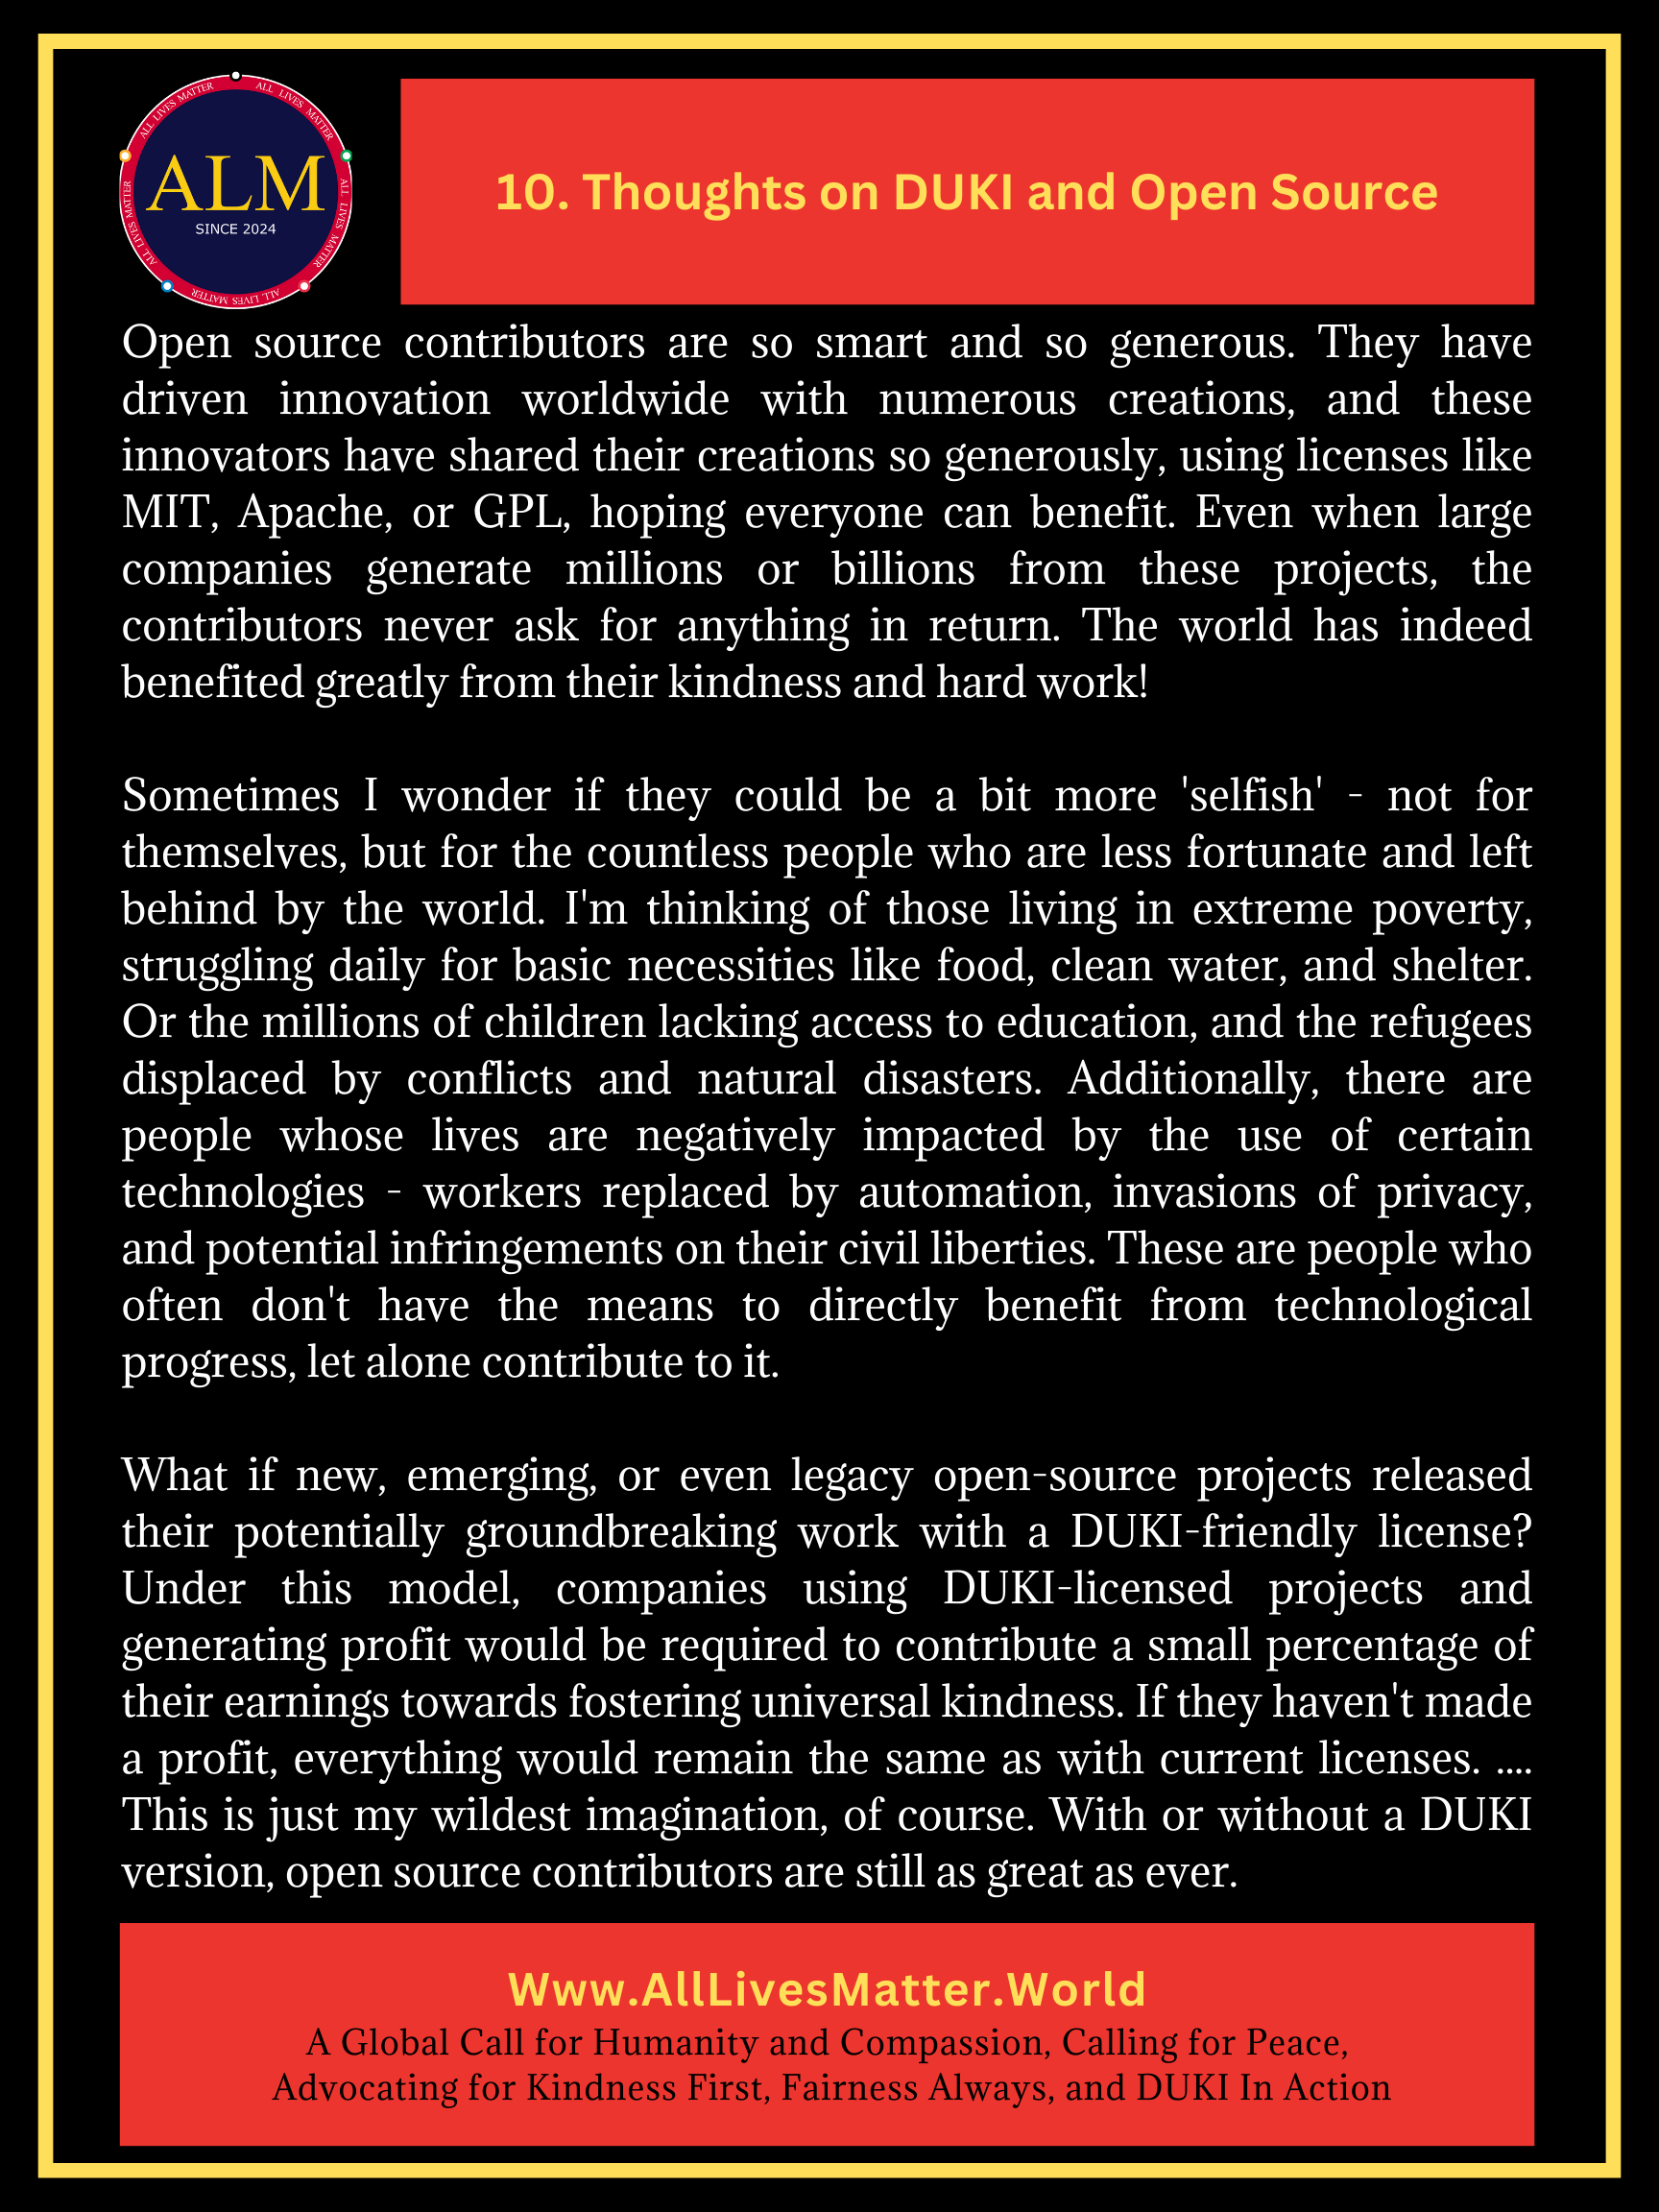 ALL LIVES MATTER
ALL LIVES MATTER
ALL LIVES MATTER
ALL LIVES MATTER
ALL LIVES MATTER
ALM
SINCE 2024
10. Thoughts on DUKI and Open Source
Open source contributors are so smart and so generous. They have
driven innovation worldwide with numerous creations, and these
innovators have shared their creations so generously, using licenses like
MIT, Apache, or GPL, hoping everyone can benefit. Even when large
companies generate millions or billions from these projects, the
contributors never ask for anything in return. The world has indeed
benefited greatly from their kindness and hard work!
Sometimes I wonder if they could be a bit more 'selfish' - not for
themselves, but for the countless people who are less fortunate and left
behind by the world. I'm thinking of those living in extreme poverty,
struggling daily for basic necessities like food, clean water, and shelter.
Or the millions of children lacking access to education, and the refugees
displaced by conflicts and natural disasters. Additionally, there are
people whose lives are negatively impacted by the use of certain
technologies - workers replaced by automation, invasions of privacy,
and potential infringements on their civil liberties. These are people who
often don't have the means to directly benefit from technological
progress, let alone contribute to it.
What if new, emerging, or even legacy open-source projects released
their potentially groundbreaking work with a DUKI-friendly license?
Under this model, companies using DUKI-licensed projects and
generating profit would be required to contribute a small percentage of
their earnings towards fostering universal kindness. If they haven't made
a profit, everything would remain the same as with current licenses. ....
This is just my wildest imagination, of course. With or without a DUKI
version, open source contributors are still as great as ever.
Www.AllLivesMatter.World
A Global Call for Humanity and Compassion, Calling for Peace,
Advocating for Kindness First, Fairness Always, and DUKI In Action